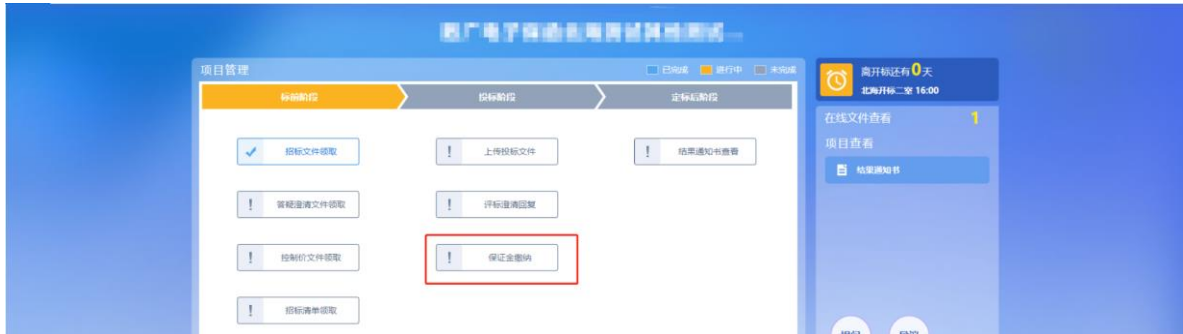 项目管理
已完成 进行中 未完成
标前阶段 投标阶段 定标后阶段
招标文件领取 上传投标文件 结果通知书查看
答疑澄清文件领取 评标澄清回复
控制价文件领取 保证金缴纳
招标清单领取
离开标还有0天
北海开标二室 16:00
在线文件查看 1
项目查看
结果通知书